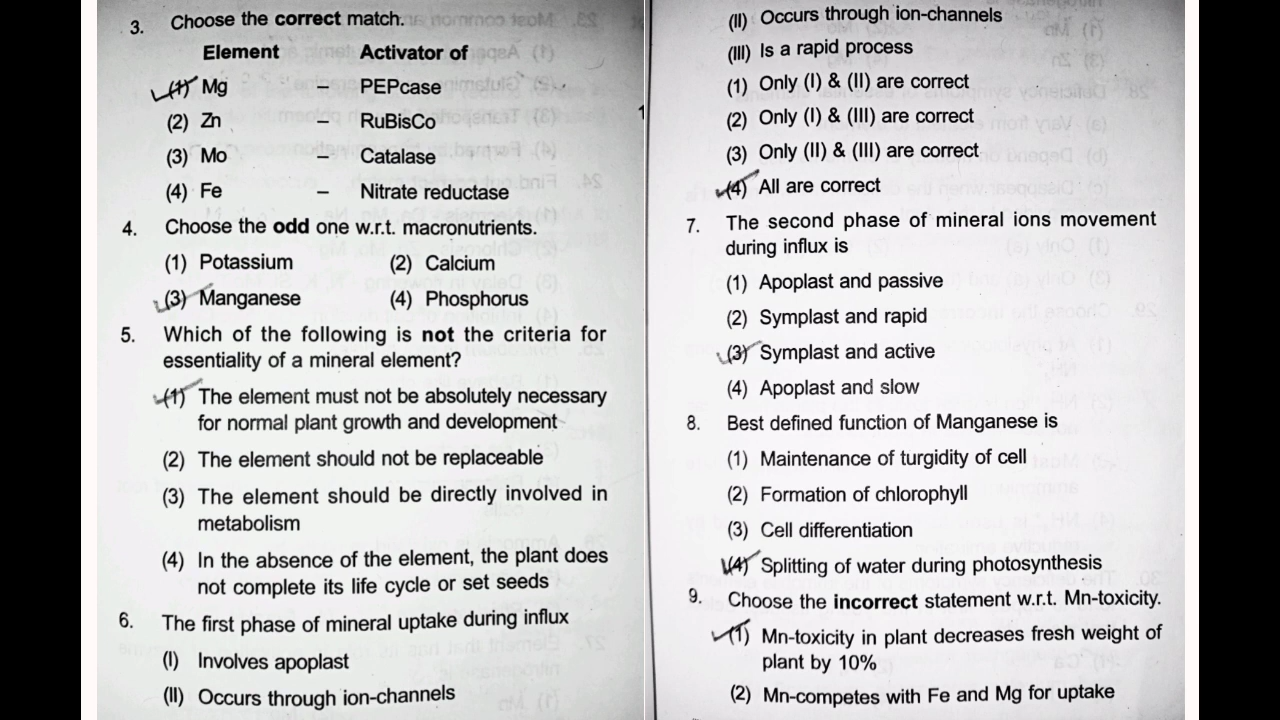 3. Choose the correct match.
Element Activator of
(1) Mg – PEPcase
(2) Zn – RuBisCo
(3) Mo – Catalase
(4) Fe – Nitrate reductase
4. Choose the odd one w.r.t. macronutrients.
(1) Potassium (2) Calcium
(3) Manganese (4) Phosphorus
5. Which of the following is not the criteria for
essentiality of a mineral element?
(1) The element must not be absolutely necessary
for normal plant growth and development
(2) The element should not be replaceable
(3) The element should be directly involved in
metabolism
(4) In the absence of the element, the plant does
not complete its life cycle or set seeds
6. The first phase of mineral uptake during influx
(I) Involves apoplast
(II) Occurs through ion-channels
(II) Occurs through ion-channels
(III) Is a rapid process
(1) Only (I) & (II) are correct
(2) Only (I) & (III) are correct
(3) Only (II) & (III) are correct
(4) All are correct
7. The second phase of mineral ions movement
during influx is
(1) Apoplast and passive
(2) Symplast and rapid
(3) Symplast and active
(4) Apoplast and slow
8. Best defined function of Manganese is
(1) Maintenance of turgidity of cell
(2) Formation of chlorophyll
(3) Cell differentiation
(4) Splitting of water during photosynthesis
9. Choose the incorrect statement w.r.t. Mn-toxicity.
(1) Mn-toxicity in plant decreases fresh weight of
plant by 10%
(2) Mn-competes with Fe and Mg for uptake